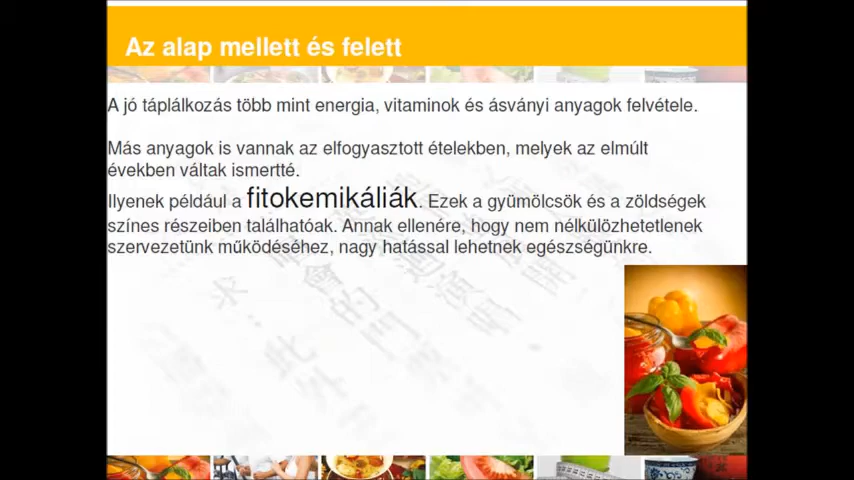 Az alap mellett és felett
A jó táplálkozás több mint energia, vitaminok és ásványi anyagok felvétele.
Más anyagok is vannak az elfogyasztott ételekben, melyek az elmúlt
években váltak ismertté.
Ilyenek például a fitokemikáliák. Ezek a gyümölcsök és a zöldségek
színes részeiben találhatóak. Annak ellenére, hogy nem nélkülözhetetlenek
szervezetünk működéséhez, nagy hatással lehetnek egészségünkre.